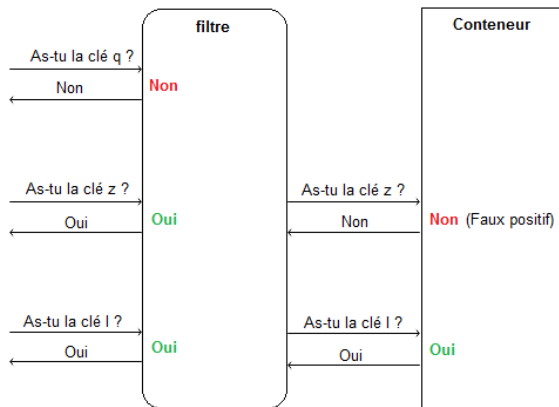 filtre
Conteneur
As-tu la clé q ?
Non
Non
As-tu la clé z ?
Oui
Oui
As-tu la clé z ?
Non
Non (Faux positif)
As-tu la clé l ?
Oui
Oui
As-tu la clé l ?
Oui
Oui